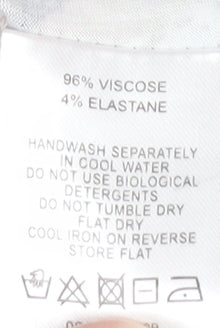 96% VISCOSE
4% ELASTANE
HANDWASH SEPARATELY
IN COOL WATER
DO NOT USE BIOLOGICAL
DETERGENTS
DO NOT TUMBLE DRY
FLAT DRY
COOL IRON ON REVERSE
STORE FLAT